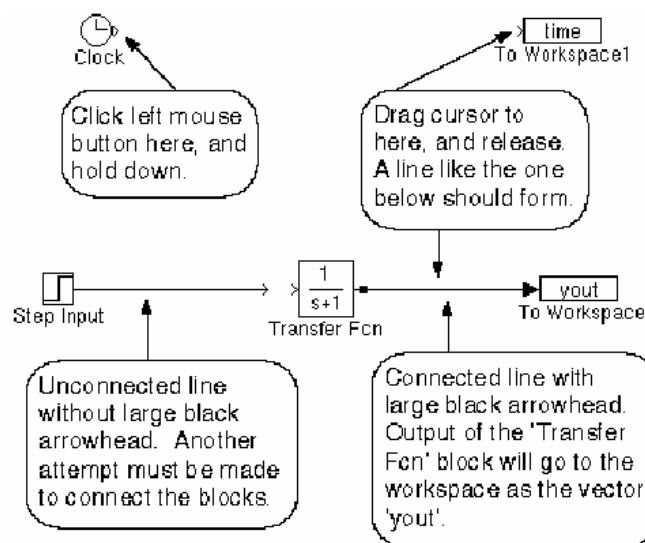 time
Clock
To Workspace1
Click left mouse
button here, and
hold down.
Drag cursor to
here, and release.
A line like the one
below should form.
1
s+1
yout
Step Input
Transfer Fcn
To Workspace
Unconnected line
without large black
arrowhead. Another
attempt must be made
to connect the blocks.
Connected line with
large black arrowhead.
Output of the 'Transfer
Fcn' block will go to the
workspace as the vector
'yout'.